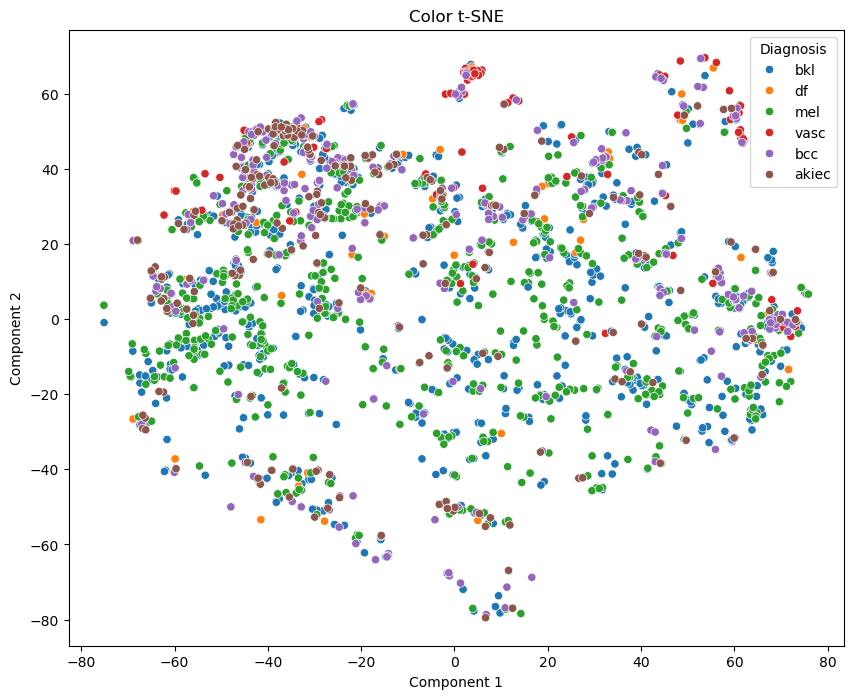 Color t-SNE
Diagnosis
bkl
df
mel
vasc
bcc
akiec
60
40
20
0
−20
−40
−60
−80
Component 2
−80 −60 −40 −20 0 20 40 60 80
Component 1